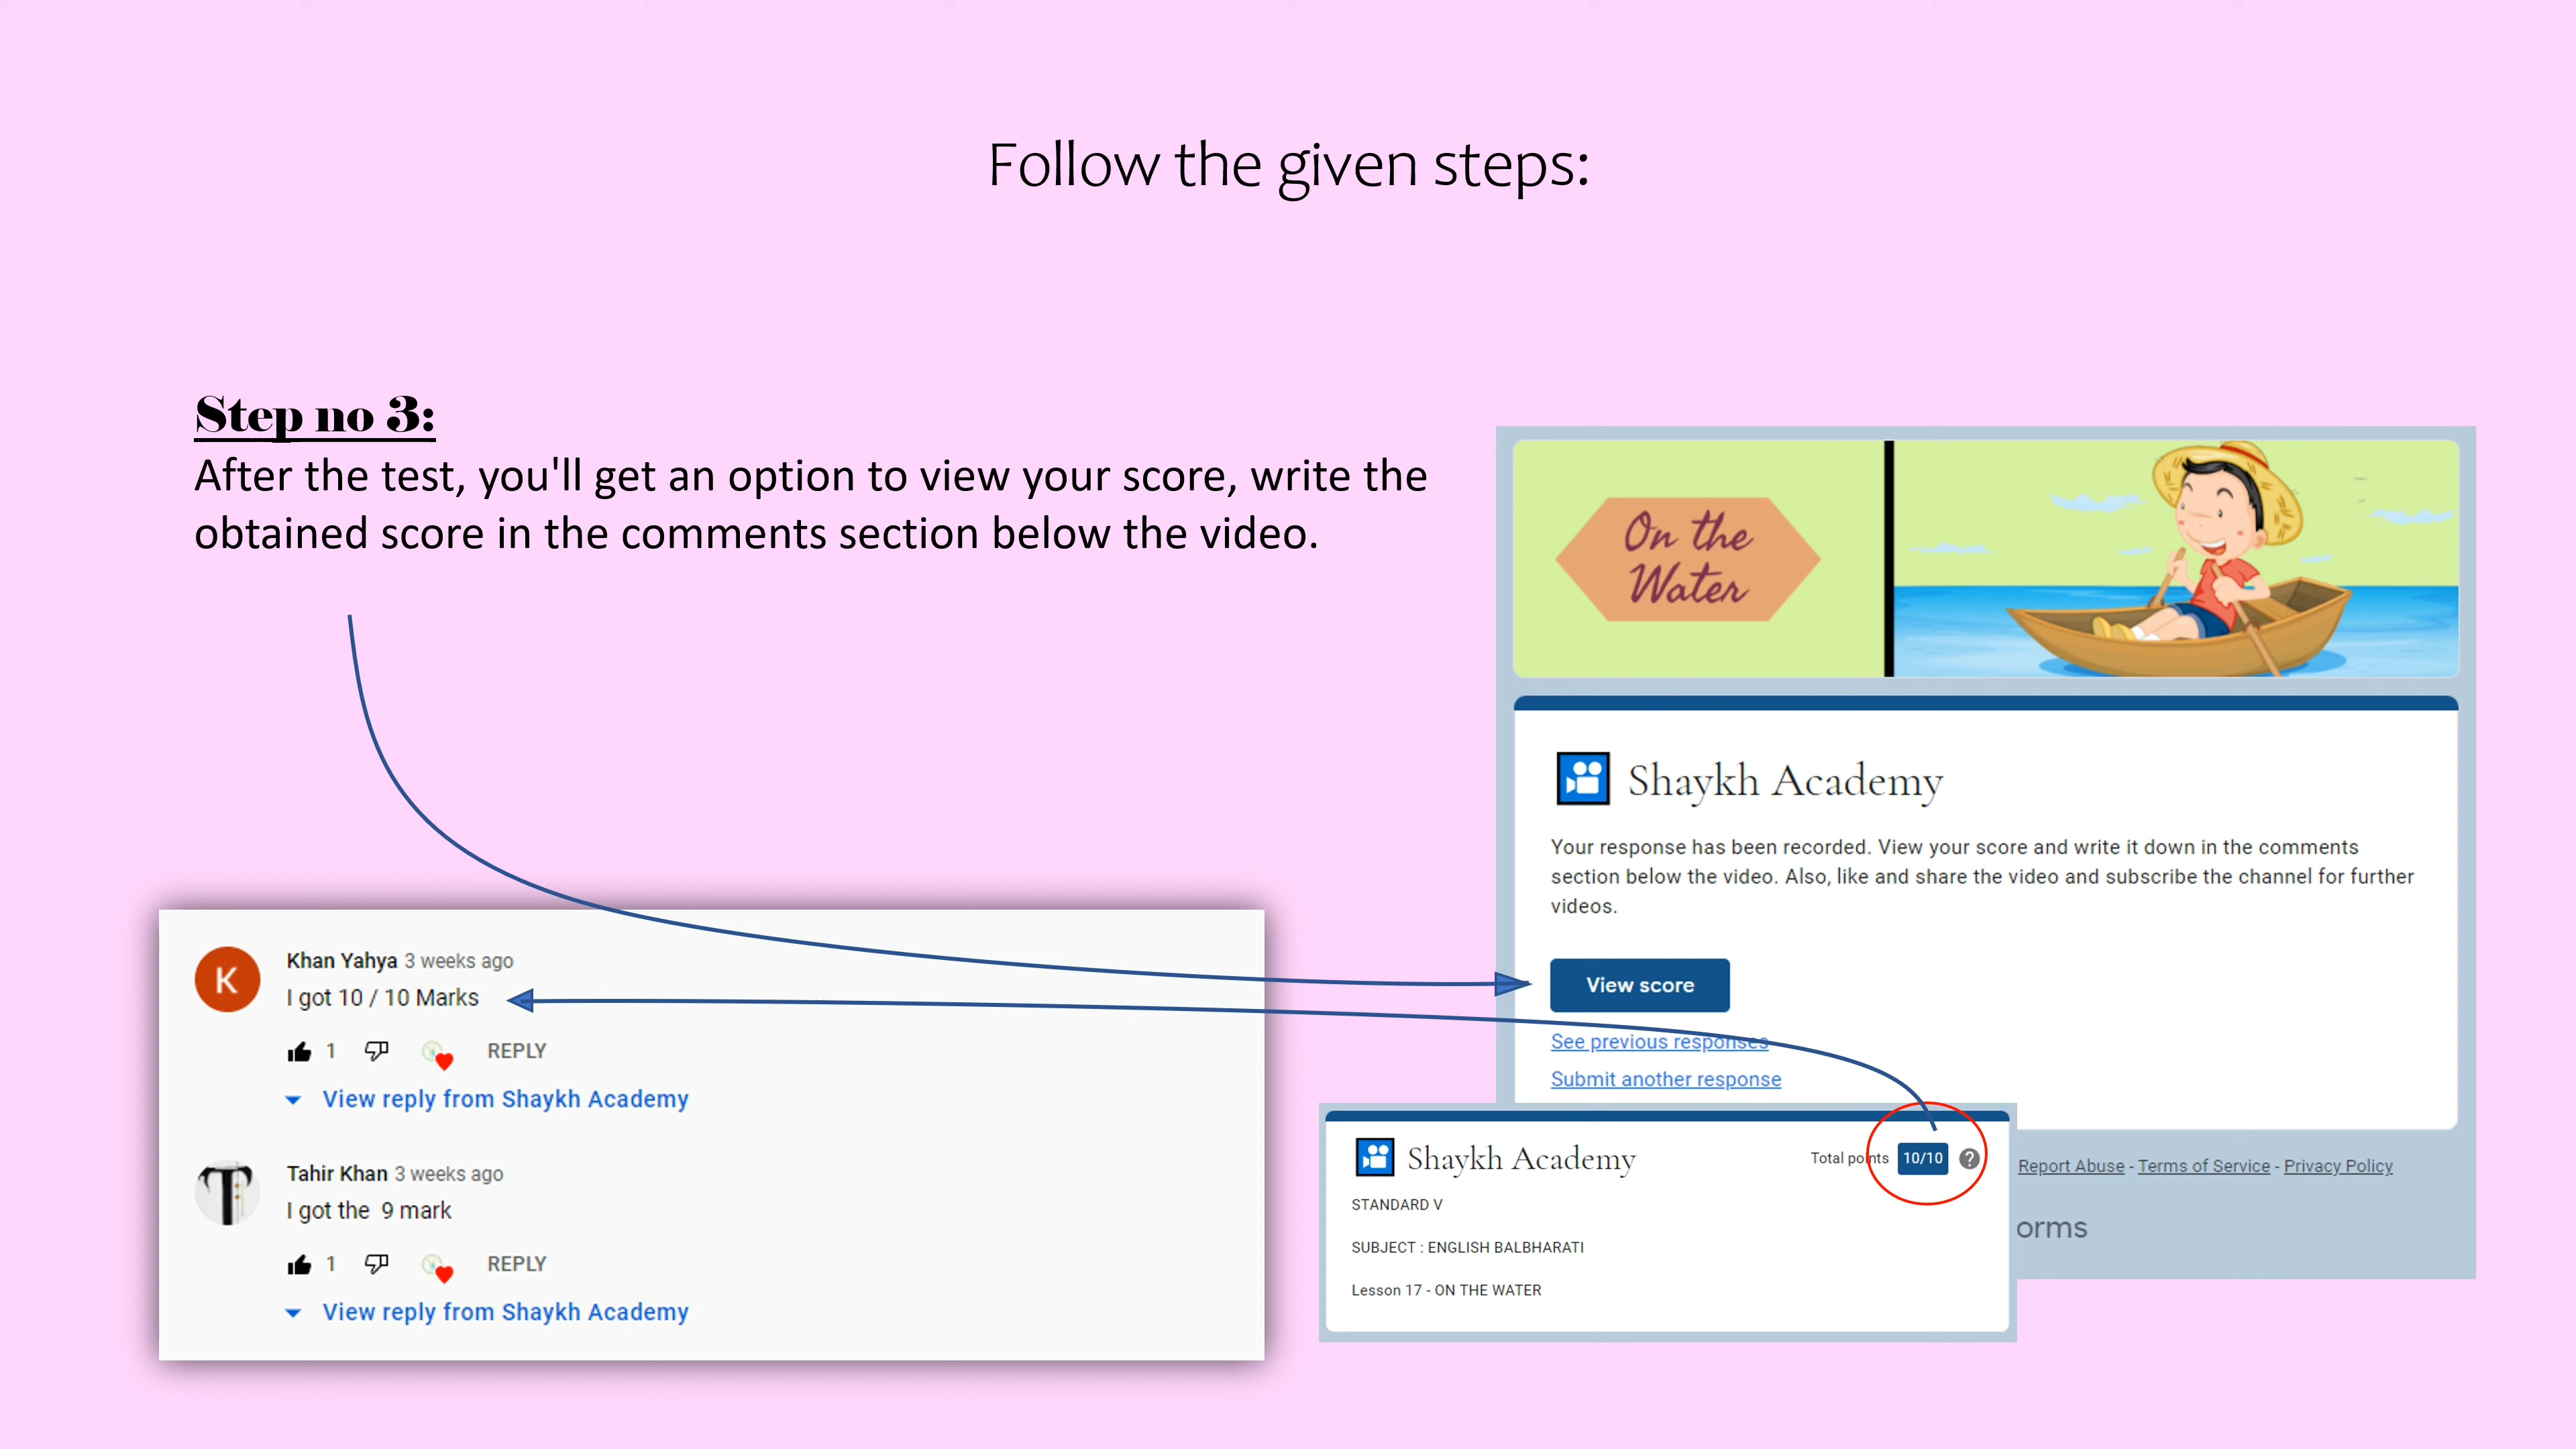 Follow the given steps:
Step no 3:
After the test, you'll get an option to view your score, write the
obtained score in the comments section below the video.
On the
Water
Shaykh Academy
Your response has been recorded. View your score and write it down in the comments
section below the video. Also, like and share the video and subscribe the channel for further
videos.
View score
See previous responses
Submit another response
K
Khan Yahya 3 weeks ago
I got 10 / 10 Marks
1 REPLY
View reply from Shaykh Academy
Tahir Khan 3 weeks ago
I got the  9 mark
1 REPLY
View reply from Shaykh Academy
Shaykh Academy
Total points 10/10 ?
STANDARD V
SUBJECT : ENGLISH BALBHARATI
Lesson 17 - ON THE WATER
Report Abuse - Terms of Service - Privacy Policy
orms